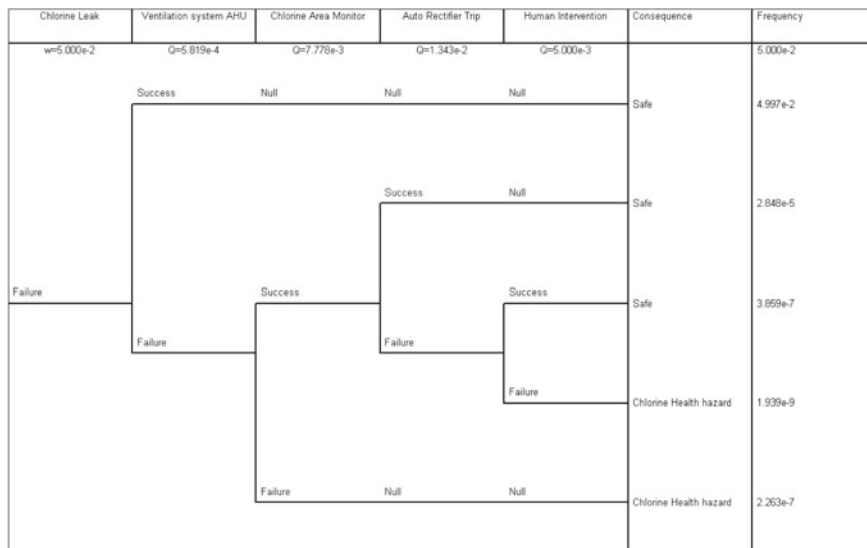 Chlorine Leak Ventilation system AHU Chlorine Area Monitor Auto Rectifier Trip Human Intervention Consequence Frequency
w=5.000e-2 Q=5.819e-4 Q=7.778e-3 Q=1.343e-2 Q=5.000e-3 5.000e-2
Success Null Null Null
Safe 4.997e-2
Success Null
Safe 2.848e-5
Failure Success Success
Safe 3.859e-7
Failure Failure
Failure
Chlorine Health hazard 1.939e-9
Failure Null Null
Chlorine Health hazard 2.263e-7